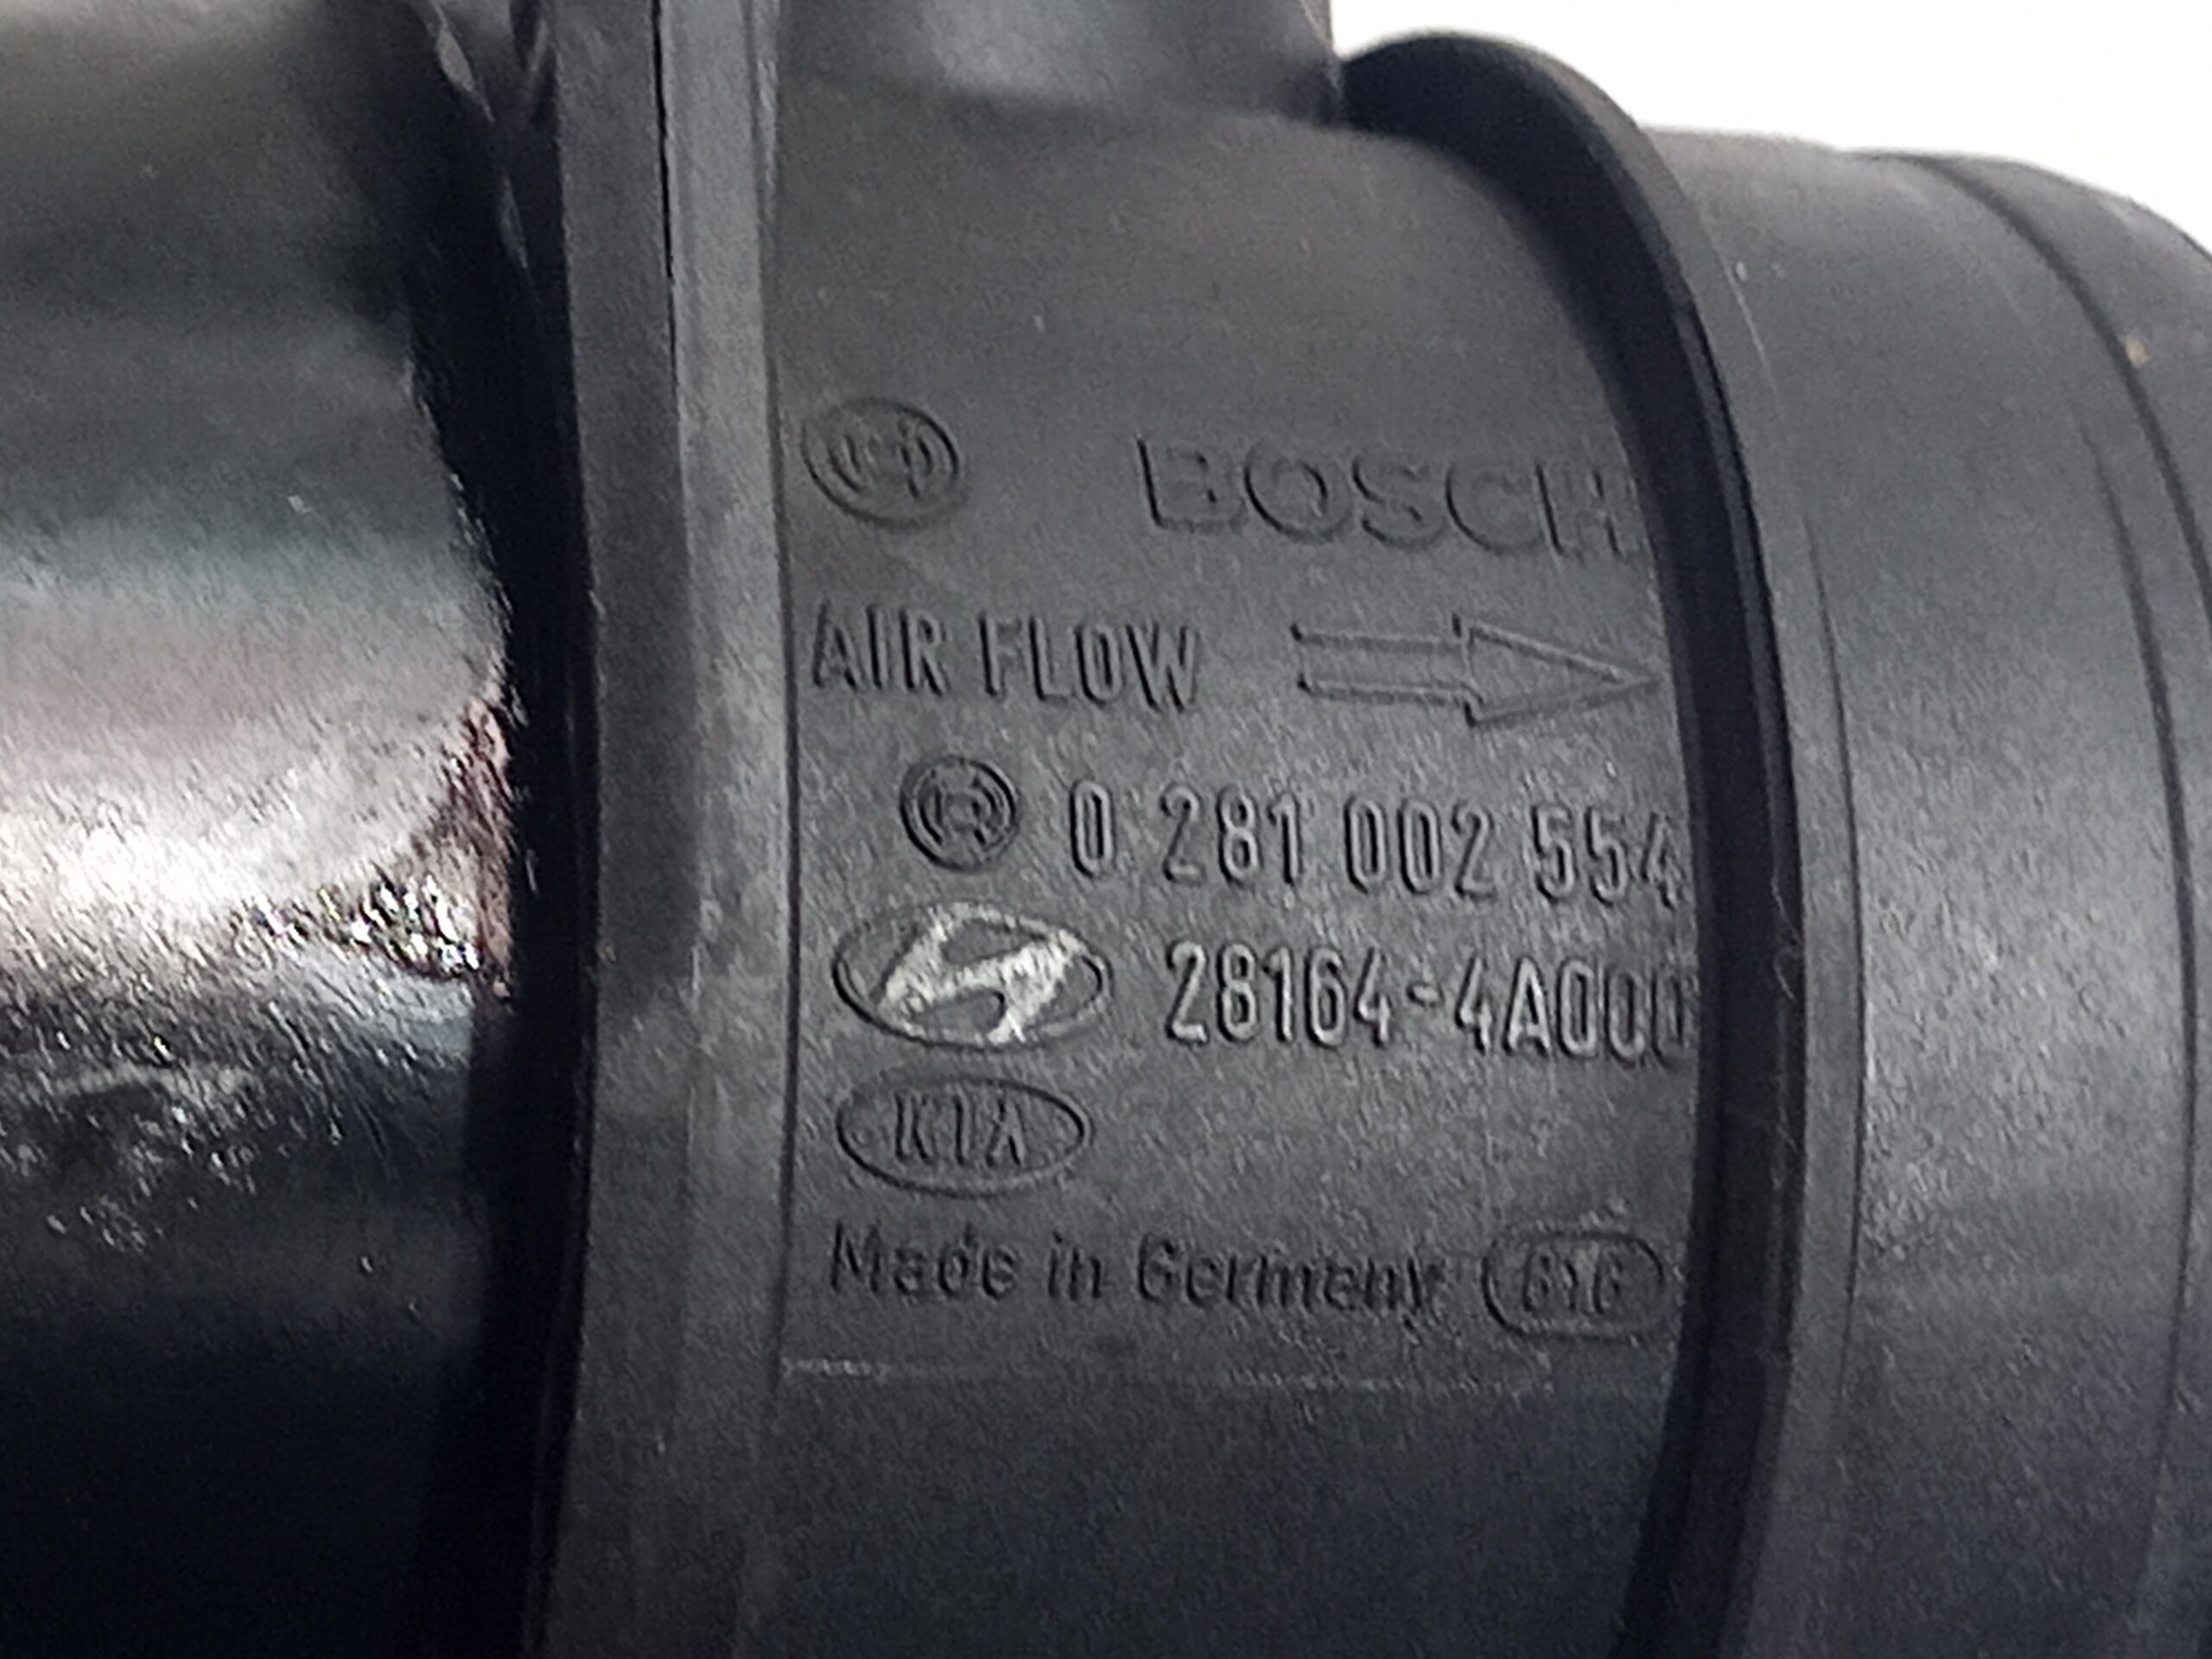 BOSCH
AIR FLOW
0 281 002 554
28164-4A000
KIA
Made in Germany